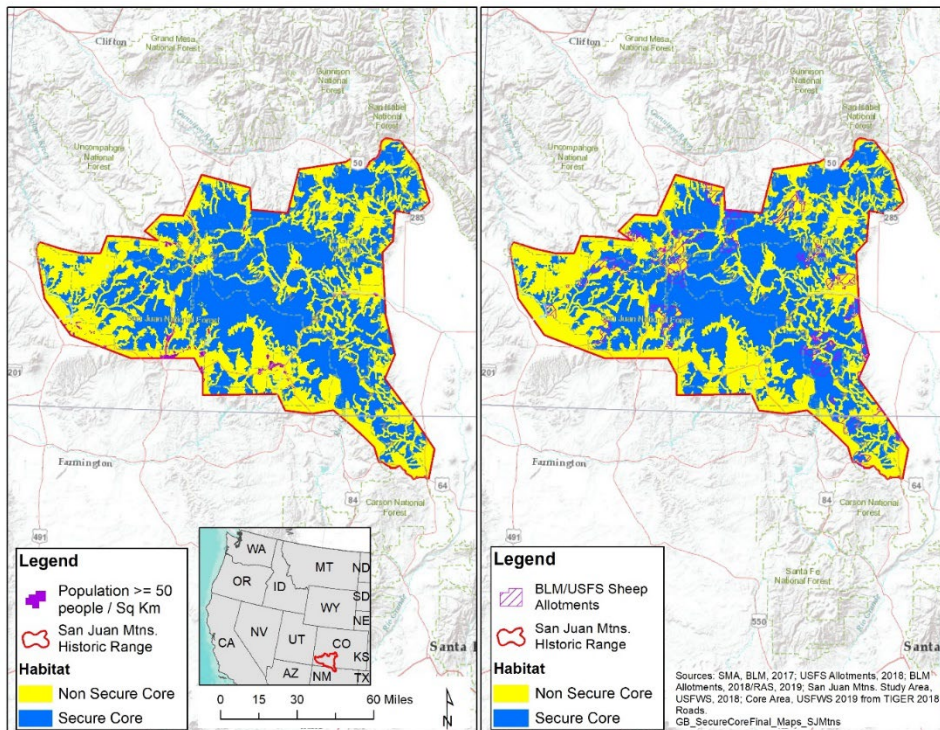 Clifton
Grand Mesa
National Forest
Gunnison
National
Forest
San Isabel
National
Forest
Uncompahgre
National
Forest
50
285
San Juan National Forest
201
Farmington
64
84
Carson National
Forest
491
Legend
Population >= 50
people / Sq Km
San Juan Mtns.
Historic Range
Habitat
Non Secure Core
Secure Core
WA
MT
ND
OR
ID
SD
WY
NE
NV
UT
CO
CA
KS
AZ
NM
TX
0 15 30 60 Miles
N
Clifton
Grand Mesa
National Forest
Gunnison
National
Forest
San Isabel
National
Forest
Uncompahgre
National
Forest
50
285
San Juan National Forest
201
Farmington
64
84
Carson National
Forest
491
Santa Fe
National Forest
550
Santa
Legend
BLM/USFS Sheep
Allotments
San Juan Mtns.
Historic Range
Habitat
Non Secure Core
Secure Core
Sources: SMA, BLM, 2017; USFS Allotments, 2018; BLM
Allotments, 2018/RAS, 2019; San Juan Mtns. Study Area,
USFWS, 2018; Core Area, USFWS 2019 from TIGER 2018
Roads.
GB_SecureCoreFinal_Maps_SJMtns